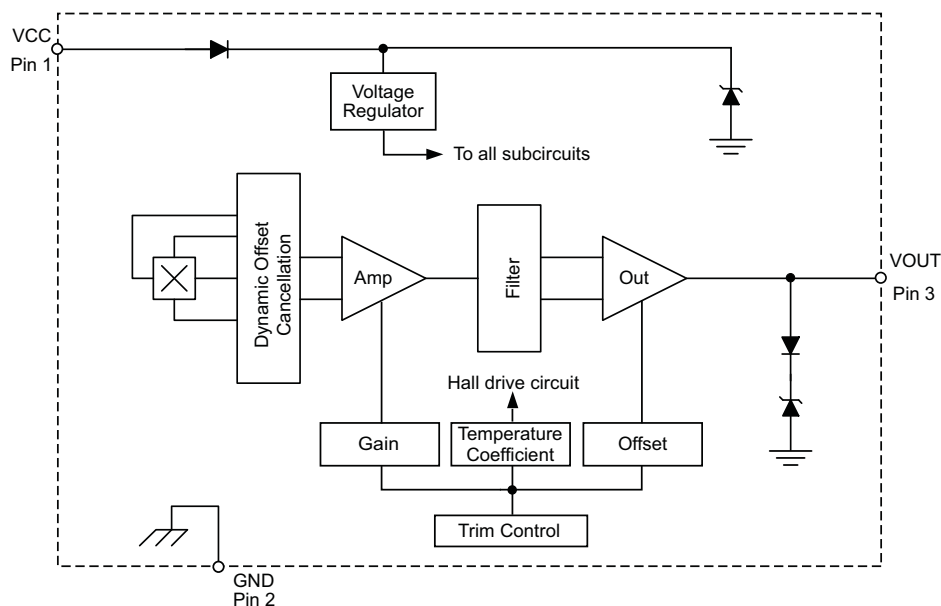 VCC
Pin 1
Voltage
Regulator
To all subcircuits
Dynamic Offset
Cancellation
Amp
Filter
Out
VOUT
Pin 3
Hall drive circuit
Gain
Temperature
Coefficient
Offset
Trim Control
GND
Pin 2